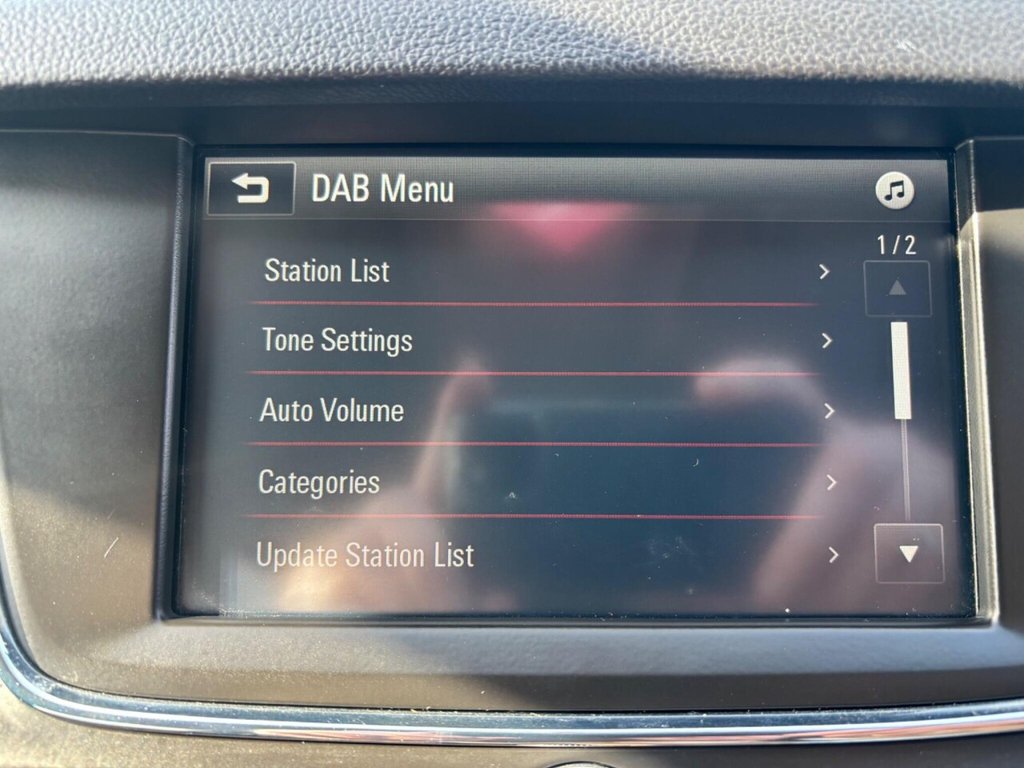 DAB Menu
1/2
Station List
Tone Settings
Auto Volume
Categories
Update Station List